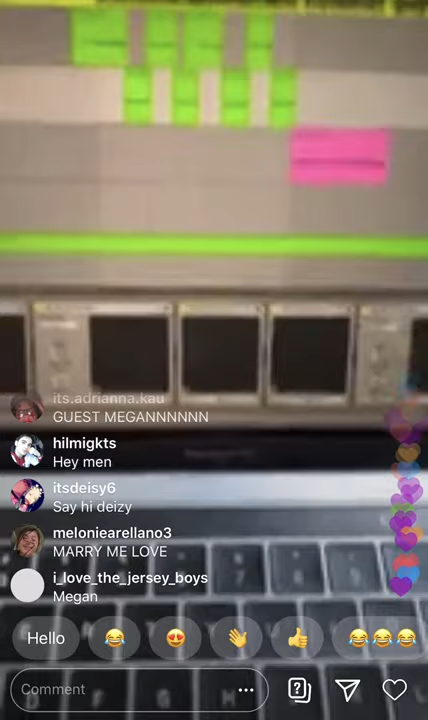 its.adrianna.kau
GUEST MEGANNNNNN
hilmigkts
Hey men
itsdeisy6
Say hi deizy
meloniearellano3
MARRY ME LOVE
i_love_the_jersey_boys
Megan
Hello 😂 😍 👋 👍 😂😂😂
Comment